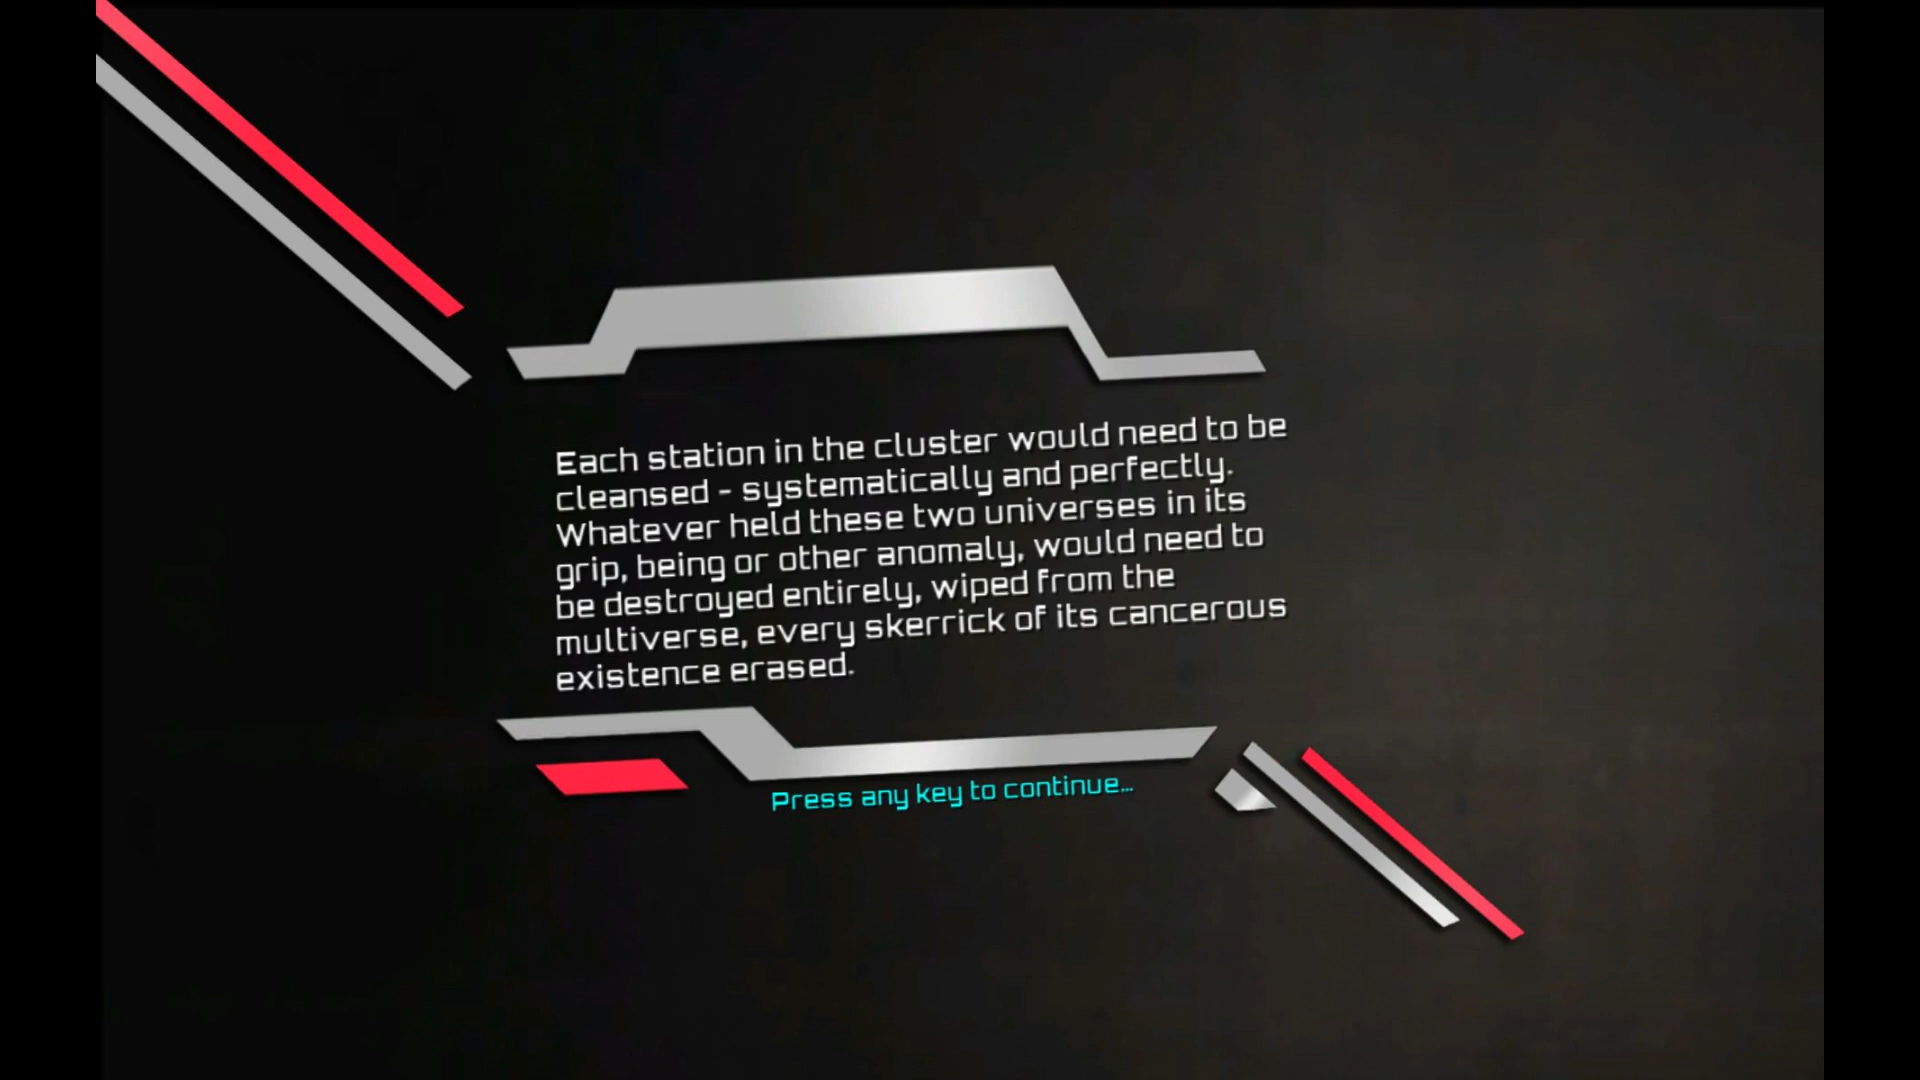 Each station in the cluster would need to be
cleansed - systematically and perfectly.
Whatever held these two universes in its
grip, being or other anomaly, would need to
be destroyed entirely, wiped from the
multiverse, every skerrick of its cancerous
existence erased.
Press any key to continue...